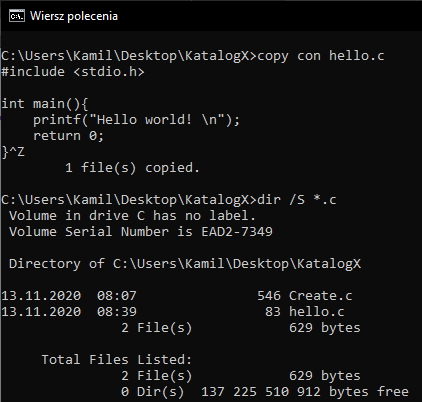 Wiersz polecenia
C:\Users\Kamil\Desktop\KatalogX>copy con hello.c
#include <stdio.h>
int main(){
    printf("Hello world! \n");
    return 0;
}^Z
        1 file(s) copied.
C:\Users\Kamil\Desktop\KatalogX>dir /S *.c
 Volume in drive C has no label.
 Volume Serial Number is EAD2-7349
 Directory of C:\Users\Kamil\Desktop\KatalogX
13.11.2020  08:07               546 Create.c
13.11.2020  08:39                83 hello.c
               2 File(s)            629 bytes
     Total Files Listed:
               2 File(s)            629 bytes
               0 Dir(s)  137 225 510 912 bytes free